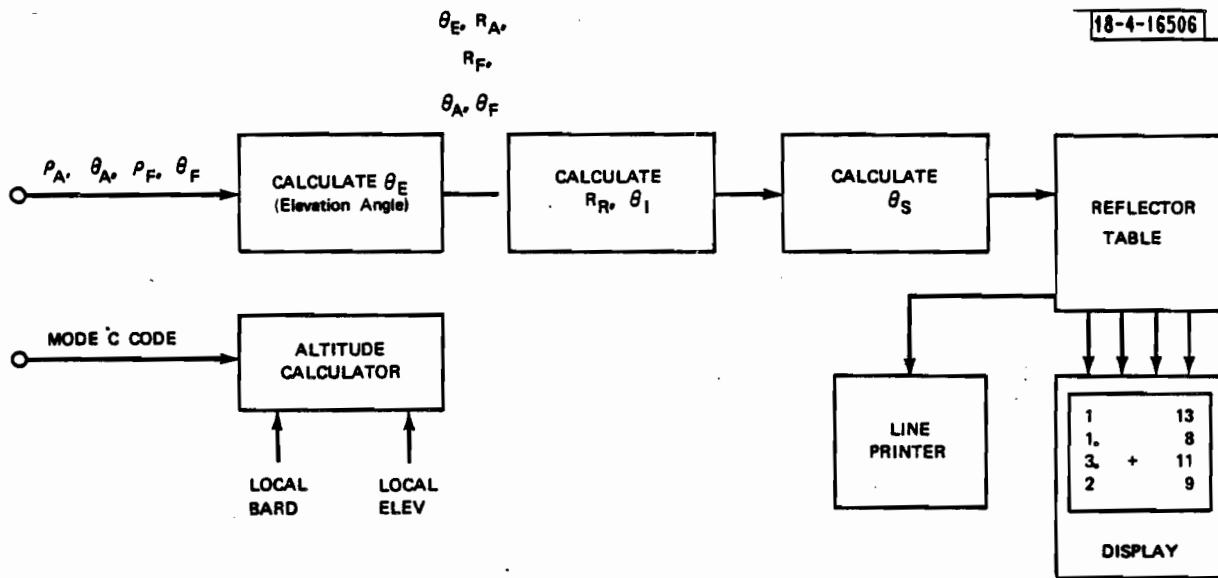 θE, RA,
RF,
θA, θF
18-4-16506
ρA, θA, ρF, θF
CALCULATE θE
(Elevation Angle)
CALCULATE
RR, θI
CALCULATE
θS
REFLECTOR
TABLE
MODE C CODE
ALTITUDE
CALCULATOR
LOCAL
BARD
LOCAL
ELEV
LINE
PRINTER
1 13
1. 8
3. + 11
2 9
DISPLAY